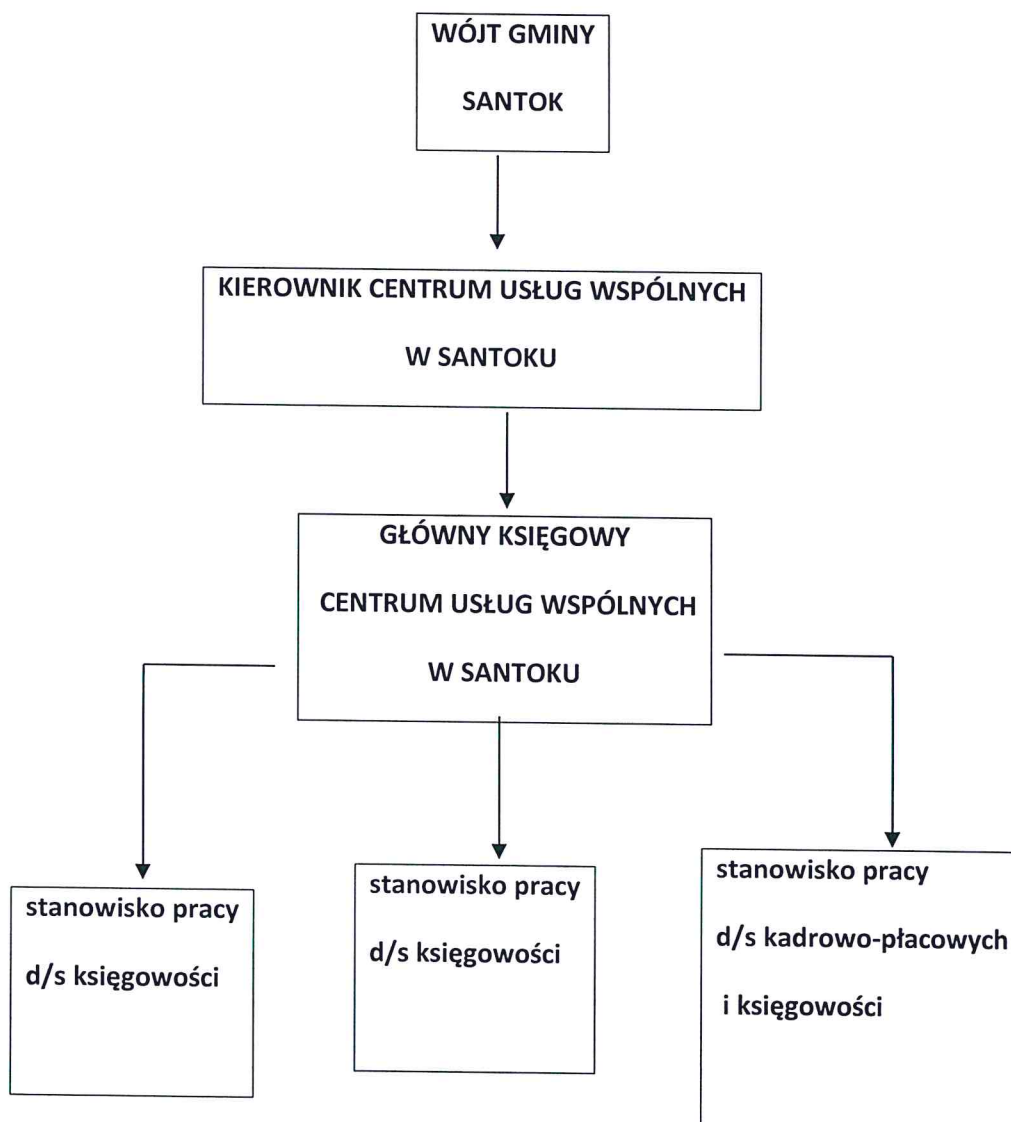 WÓJT GMINY
SANTOK
KIEROWNIK CENTRUM USŁUG WSPÓLNYCH
W SANTOKU
GŁÓWNY KSIĘGOWY
CENTRUM USŁUG WSPÓLNYCH
W SANTOKU
stanowisko pracy
d/s księgowości
stanowisko pracy
d/s księgowości
stanowisko pracy
d/s kadrowo-płacowych
i księgowości